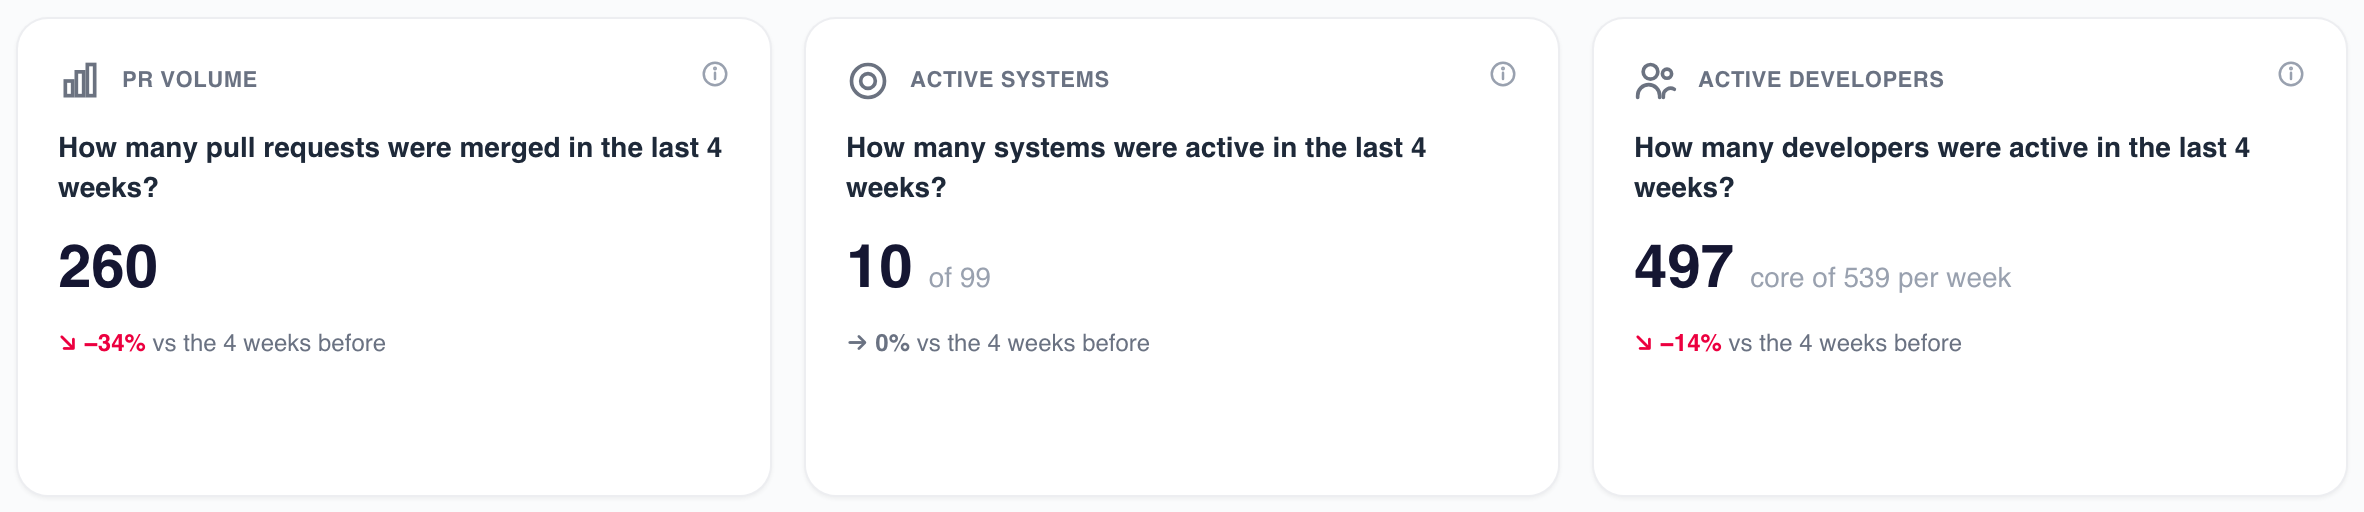 PR VOLUME
How many pull requests were merged in the last 4
weeks?
260
–34% vs the 4 weeks before
ACTIVE SYSTEMS
How many systems were active in the last 4
weeks?
10 of 99
0% vs the 4 weeks before
ACTIVE DEVELOPERS
How many developers were active in the last 4
weeks?
497 core of 539 per week
–14% vs the 4 weeks before